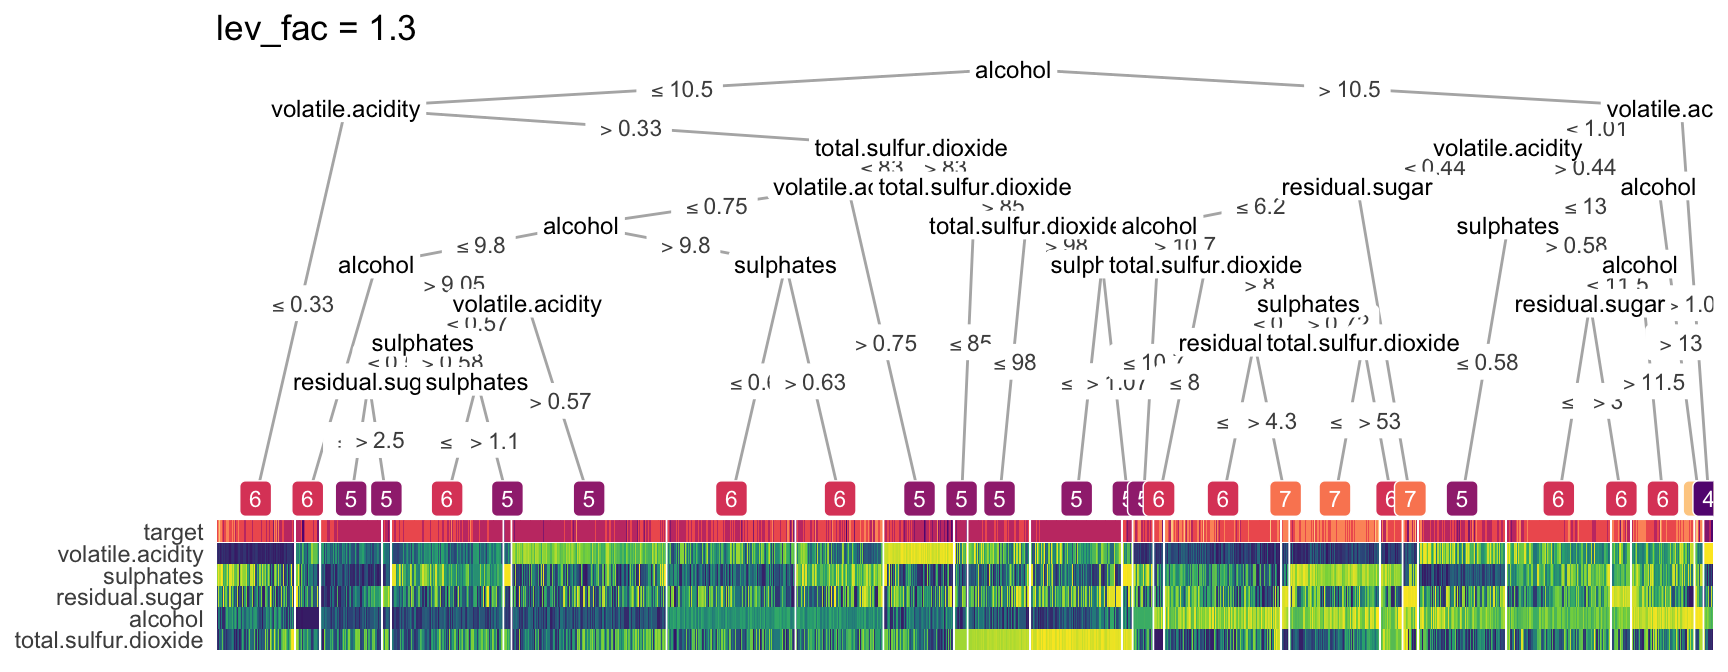 lev_fac = 1.3
alcohol
≤ 10.5 > 10.5
volatile.acidity volatile.ac
> 0.33 < 1.01
total.sulfur.dioxide volatile.acidity
≤ 83 > 83 ≤ 0.44 > 0.44
volatile.ac total.sulfur.dioxide residual.sugar alcohol
≤ 0.75 > 85 ≤ 6.2 ≤ 13
alcohol total.sulfur.dioxide alcohol sulphates
≤ 9.8 > 9.8 > 98 > 10.7 > 0.58
alcohol sulphates sulph total.sulfur.dioxide alcohol
> 9.05 > 8 ≤ 11.5
≤ 0.33 volatile.acidity sulphates residual.sugar > 1.0
≤ 0.57 > 0.72
sulphates > 0.75 ≤ 85 ≤ 98 residual total.sulfur.dioxide > 13
> 0.58 ≤ 10.7 ≤ 0.58
residual.sug sulphates > 0.63 > 1.07 ≤ 8 > 11.5
> 0.57 ≤ > 3
≤ > 4.3 ≤ > 53
> 2.5 ≤ > 1.1
6 6 5 5 6 5 5 6 6 5 5 5 5 5 5 6 6 7 7 6 7 5 6 6 6 4
target
volatile.acidity
sulphates
residual.sugar
alcohol
total.sulfur.dioxide